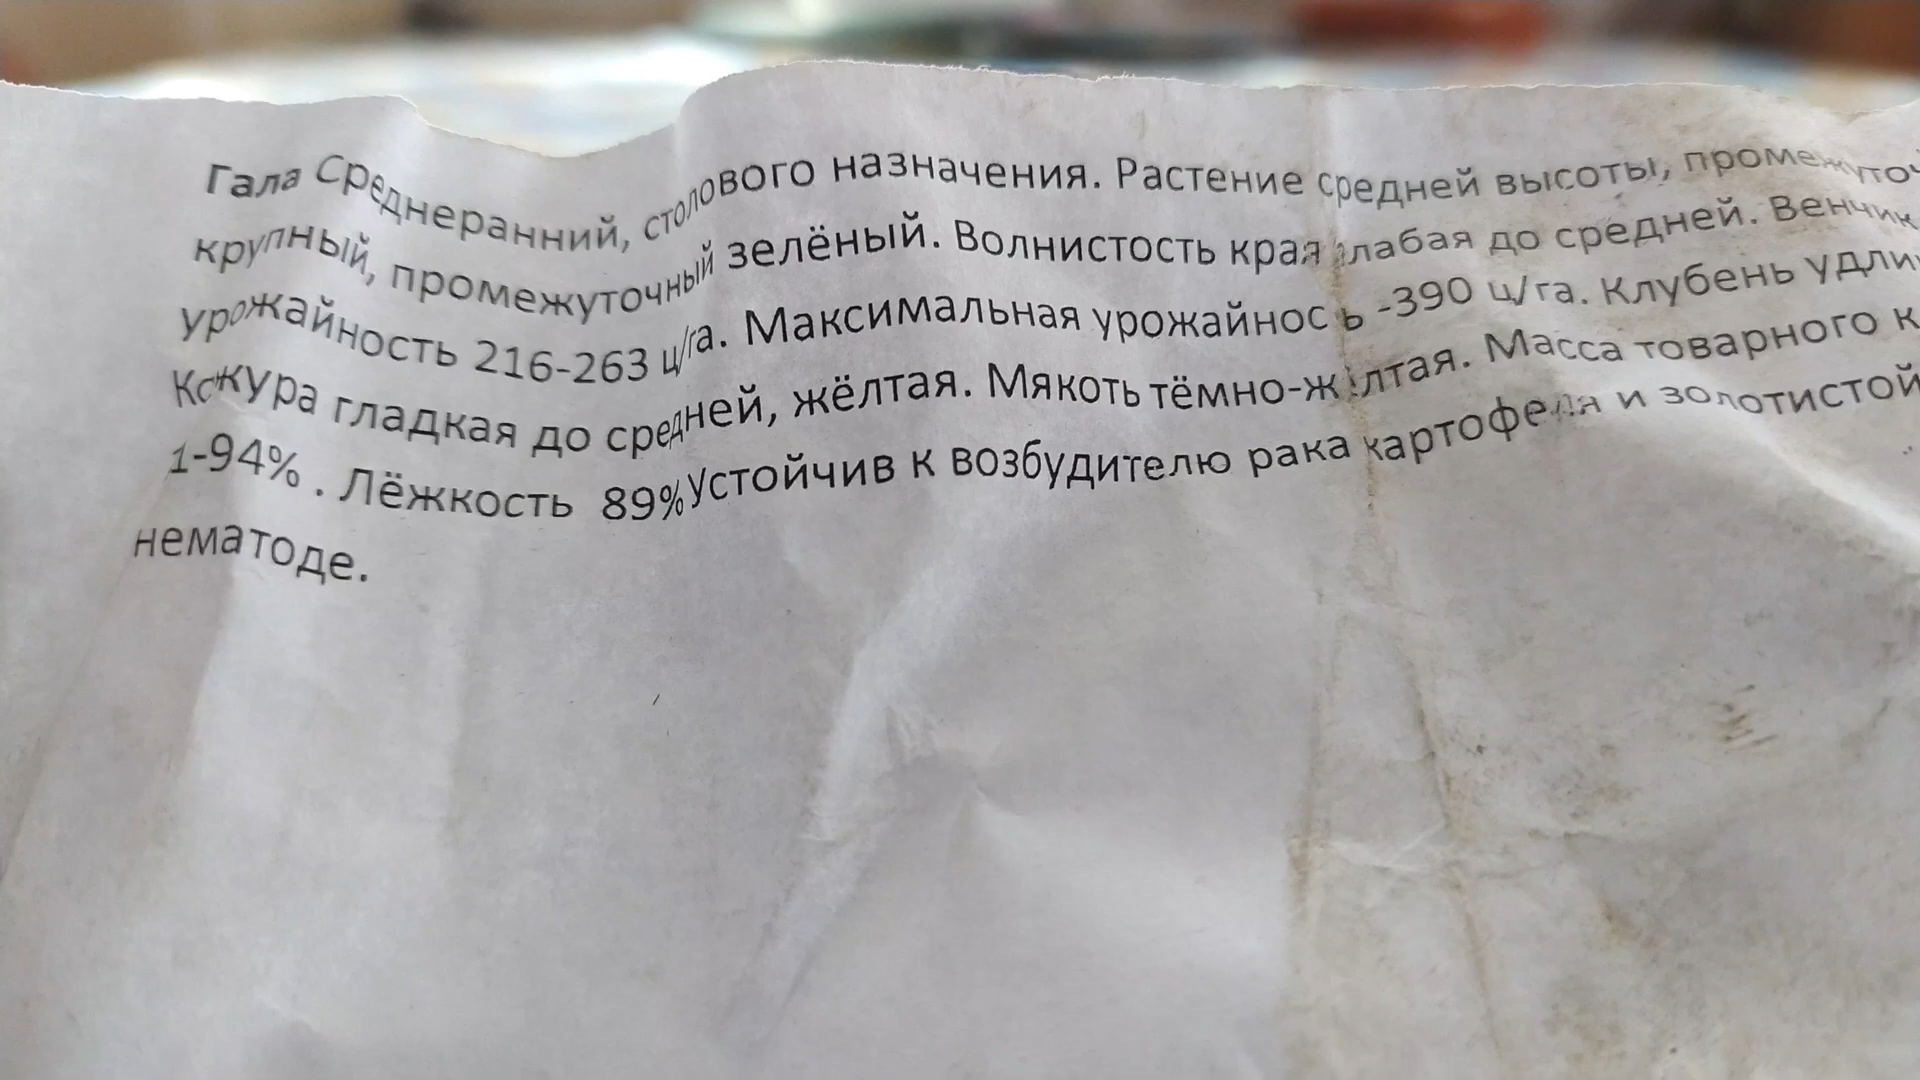 Гала Среднеранний, столового назначения. Растение средней высоты,
крупный, промежуточный зелёный. Волнистость края слабая до средней. Венчик
урожайность 216-263 ц/га. Максимальная урожайность -390 ц/га. Клубень
Кожура гладкая до средней, жёлтая. Мякоть тёмно-жёлтая. Масса товарного
1-94% . Лёжкость 89%Устойчив к возбудителю рака картофеля и золотистой
нематоде.